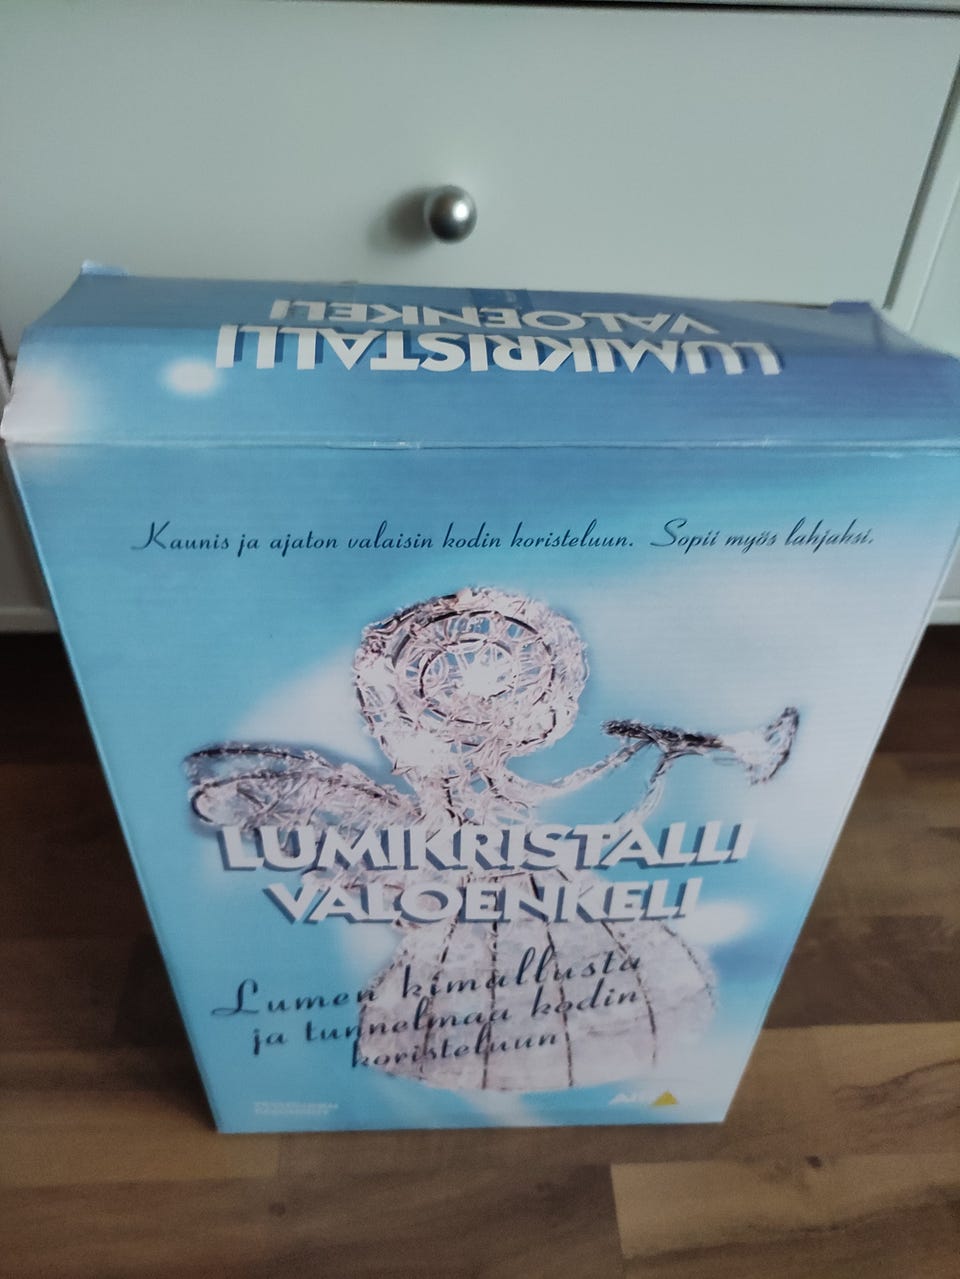 LUMIKRISTALLI
VALOENKELI
Kaunis ja ajaton valaisin kodin koristeluun. Sopii myös lahjaksi.
LUMIKRISTALLI
VALOENKELI
Lumen kimallusta
ja tunnelmaa kodin
koristeluun